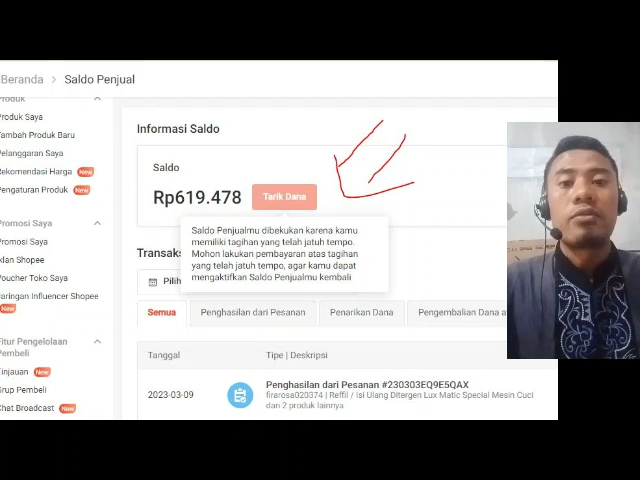 Beranda > Saldo Penjual
Produk
Produk Saya
Tambah Produk Baru
Pelanggaran Saya
Rekomendasi Harga New
Pengaturan Produk New
Promosi Saya
Promosi Saya
Iklan Shopee
Voucher Toko Saya
Jaringan Influencer Shopee
New
Fitur Pengelolaan
Pembeli
Tinjauan New
Grup Pembeli
Chat Broadcast New
Informasi Saldo
Saldo
Rp619.478 Tarik Dana
Saldo Penjualmu dibekukan karena kamu
memiliki tagihan yang telah jatuh tempo.
Mohon lakukan pembayaran atas tagihan
yang telah jatuh tempo, agar kamu dapat
mengaktifkan Saldo Penjualmu kembali
Transaks
Pilih
Semua Penghasilan dari Pesanan Penarikan Dana Pengembalian Dana
Tanggal Tipe | Deskripsi
2023-03-09 Penghasilan dari Pesanan #230303EQ9E5QAX
firarosa020374 | Reffil / Isi Ulang Ditergen Lux Matic Special Mesin Cuci
dan 2 produk lainnya